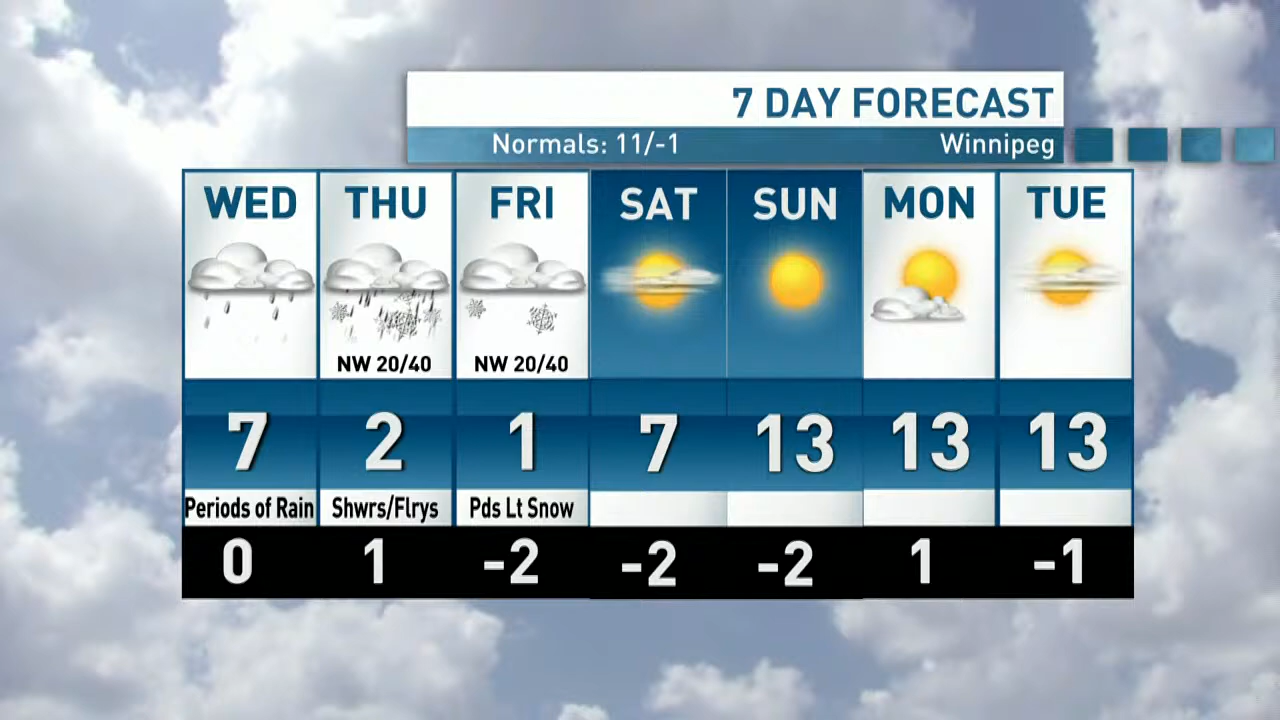 7 DAY FORECAST
Normals: 11/-1 Winnipeg
WED THU FRI SAT SUN MON TUE
NW 20/40 NW 20/40
7 2 1 7 13 13 13
Periods of Rain Shwrs/Flrys Pds Lt Snow
0 1 -2 -2 -2 1 -1